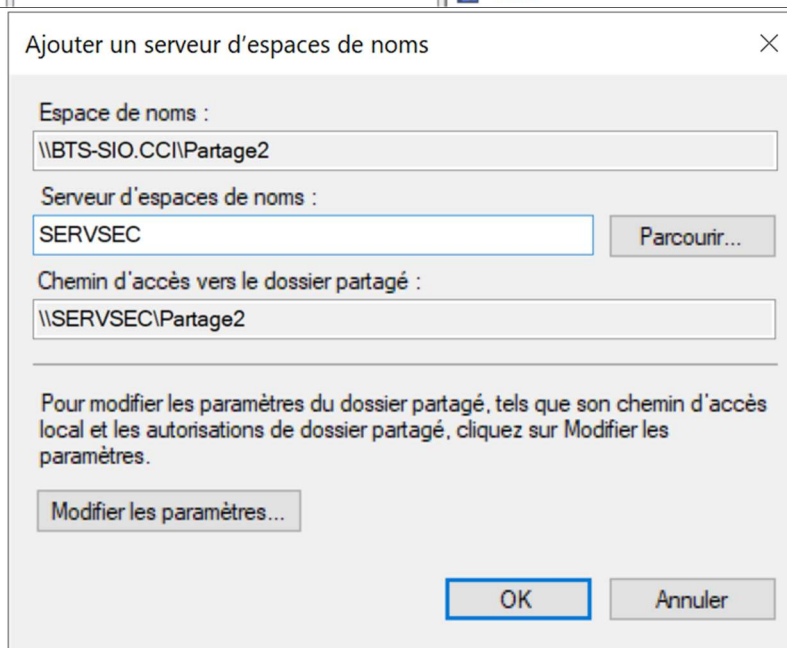 Ajouter un serveur d’espaces de noms
Espace de noms :
\\BTS-SIO.CCI\Partage2
Serveur d’espaces de noms :
SERVSEC
Parcourir...
Chemin d’accès vers le dossier partagé :
\\SERVSEC\Partage2
Pour modifier les paramètres du dossier partagé, tels que son chemin d’accès
local et les autorisations de dossier partagé, cliquez sur Modifier les
paramètres.
Modifier les paramètres...
OK
Annuler